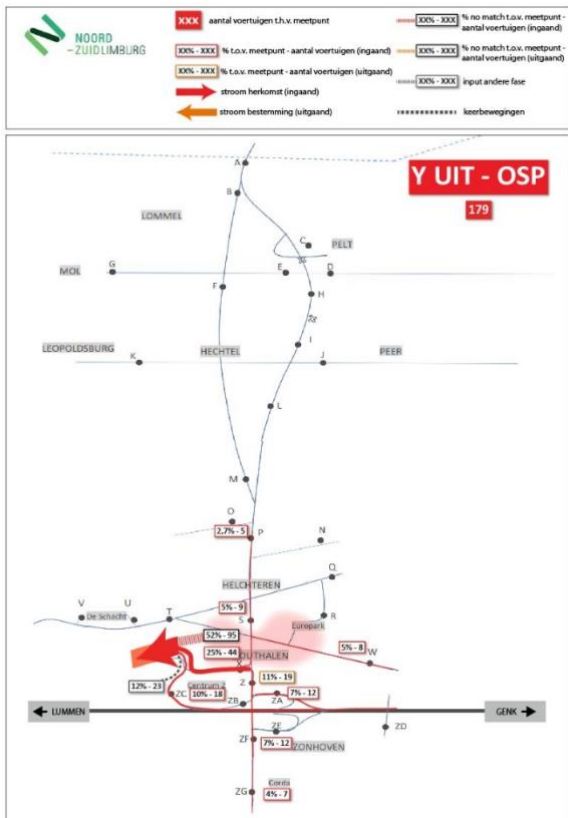 NOORD
-ZUIDLIMBURG
XXX aantal voertuigen t.h.v. meetpunt
XX% - XXX % t.o.v. meetpunt - aantal voertuigen (ingaand)
XX% - XXX % t.o.v. meetpunt - aantal voertuigen (uitgaand)
stroom herkomst (ingaand)
stroom bestemming (uitgaand)
XX% - XXX % no match t.o.v. meetpunt -
aantal voertuigen (ingaand)
XX% - XXX % no match t.o.v. meetpunt -
aantal voertuigen (uitgaand)
XX% - XXX input andere fase
keerbewegingen
Y UIT - OSP
179
A
B
LOMMEL
C
PELT
MOL
G
E
D
F
H
I
LEOPOLDSBURG
HECHTEL
PEER
K
J
L
M
O
2,7% - 5
P
N
Q
HELCHTEREN
5% - 9
V
U
T
S
R
De Schacht
Europark
52% - 95
25% - 44
OUTHALEN
5% - 8
W
X
Z
11% - 19
12% - 23
ZC
Centrum Z
10% - 18
ZB
ZA
7% - 12
LUMMEN
GENK
ZE
ZD
ZF
7% - 12
ZONHOVEN
ZG
4% - 7